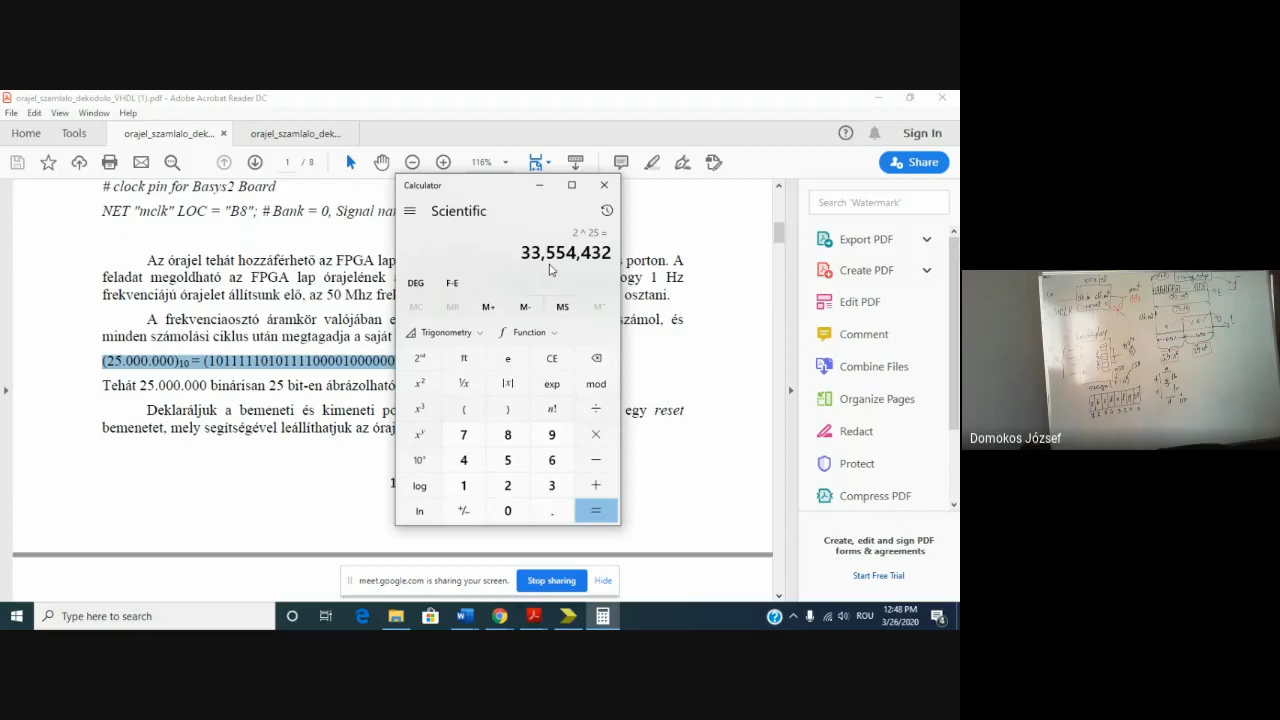 orajel_szamlalo_dekodolo_VHDL (1).pdf - Adobe Acrobat Reader DC
File Edit View Window Help
Home Tools orajel_szamlalo_dek... × orajel_szamlalo_dek... Sign In
1 / 8 116% Share
# clock pin for Basys2 Board
NET "mclk" LOC = "B8"; # Bank = 0, Signal na
Az órajel tehát hozzáférhető az FPGA lap s porton. A
feladat megoldható az FPGA lap órajelének ogy 1 Hz
frekvenciájú órajelet állítsunk elő, az 50 Mhz fre osztani.
A frekvenciaosztó áramkör valójában e számol, és
minden számolási ciklus után megtagadja a saját
(25.000.000)10 = (1011111010111100001000000
Tehát 25.000.000 binárisan 25 bit-en ábrázolható
Deklaráljuk a bemeneti és kimeneti po egy reset
bemenetet, mely segítségével leállíthatjuk az óraj
1
Calculator
Scientific
2 ^ 25 =
33,554,432
DEG F-E
MC MR M+ M- MS M˅
Trigonometry Function
2ⁿᵈ π e CE
x² ¹/x |x| exp mod
x³ ( ) n! ÷
xʸ 7 8 9 ×
10ˣ 4 5 6 −
log 1 2 3 +
ln +/− 0 . =
Search 'Watermark'
Export PDF
Create PDF
Edit PDF
Comment
Combine Files
Organize Pages
Redact
Protect
Compress PDF
Create, edit and sign PDF
forms & agreements
Start Free Trial
meet.google.com is sharing your screen. Stop sharing Hide
Type here to search
ROU
12:48 PM
3/26/2020
4
Domokos József